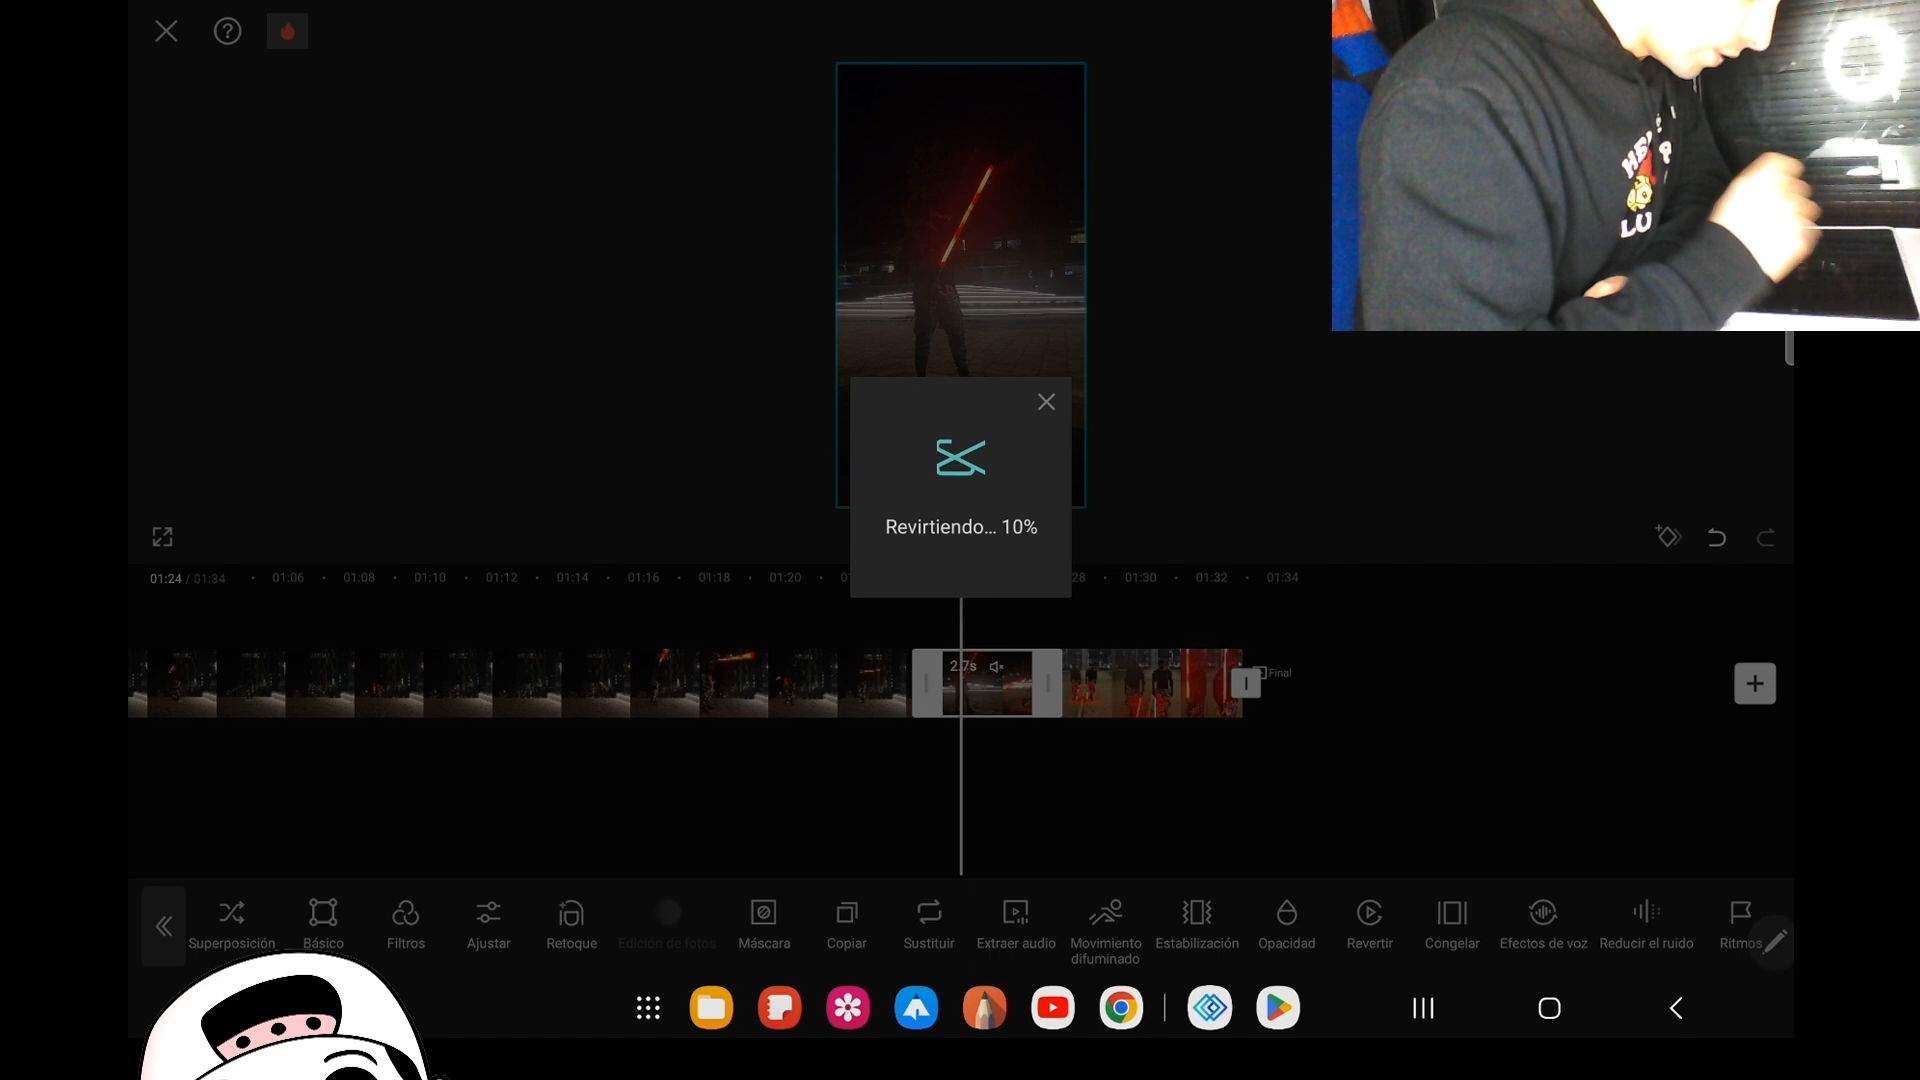 Revirtiendo... 10%
01:24 / 01:34
01:06
01:08
01:10
01:12
01:14
01:16
01:18
01:20
28
01:30
01:32
01:34
2.7s
Final
Superposición
Básico
Filtros
Ajustar
Retoque
Edición de fotos
Máscara
Copiar
Sustituir
Extraer audio
Movimiento
difuminado
Estabilización
Opacidad
Revertir
Congelar
Efectos de voz
Reducir el ruido
Ritmos
LU